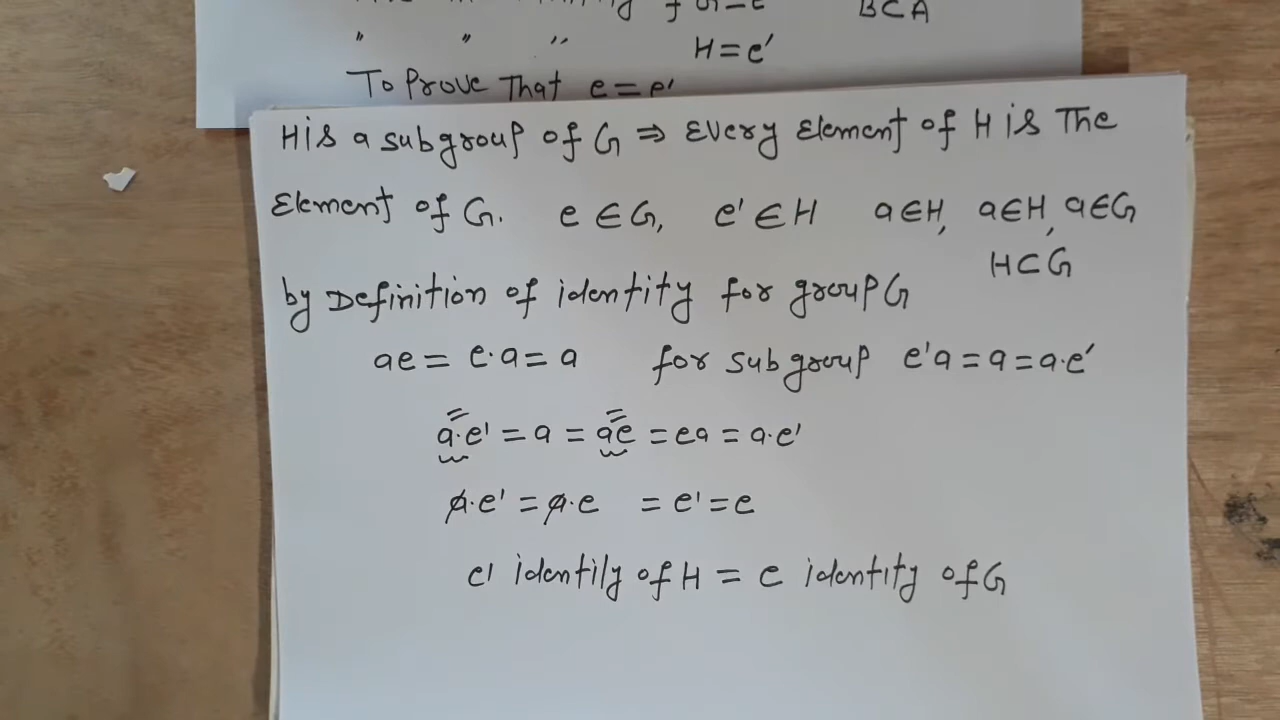 BCA
" " " H = e'
To Prove That e = e'
H is a subgroup of G ⇒ Every Element of H is The
Element of G. e ∈ G, e' ∈ H a ∈ H, a ∈ H, a ∈ G
H ⊂ G
by Definition of identity for group G
ae = e·a = a for subgroup e'a = a = a·e'
a·e' = a = ae = ea = a·e'
a·e' = a·e = e' = e
e' identity of H = e identity of G